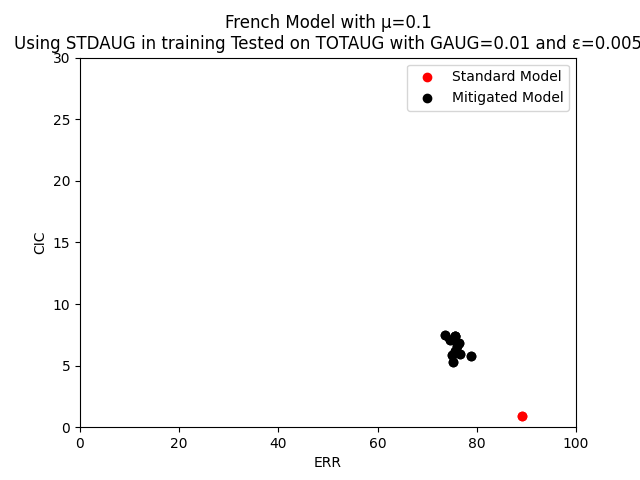 French Model with μ=0.1
Using STDAUG in training Tested on TOTAUG with GAUG=0.01 and ε=0.005
Standard Model
Mitigated Model
30
25
20
15
10
5
0
CIC
0 20 40 60 80 100
ERR